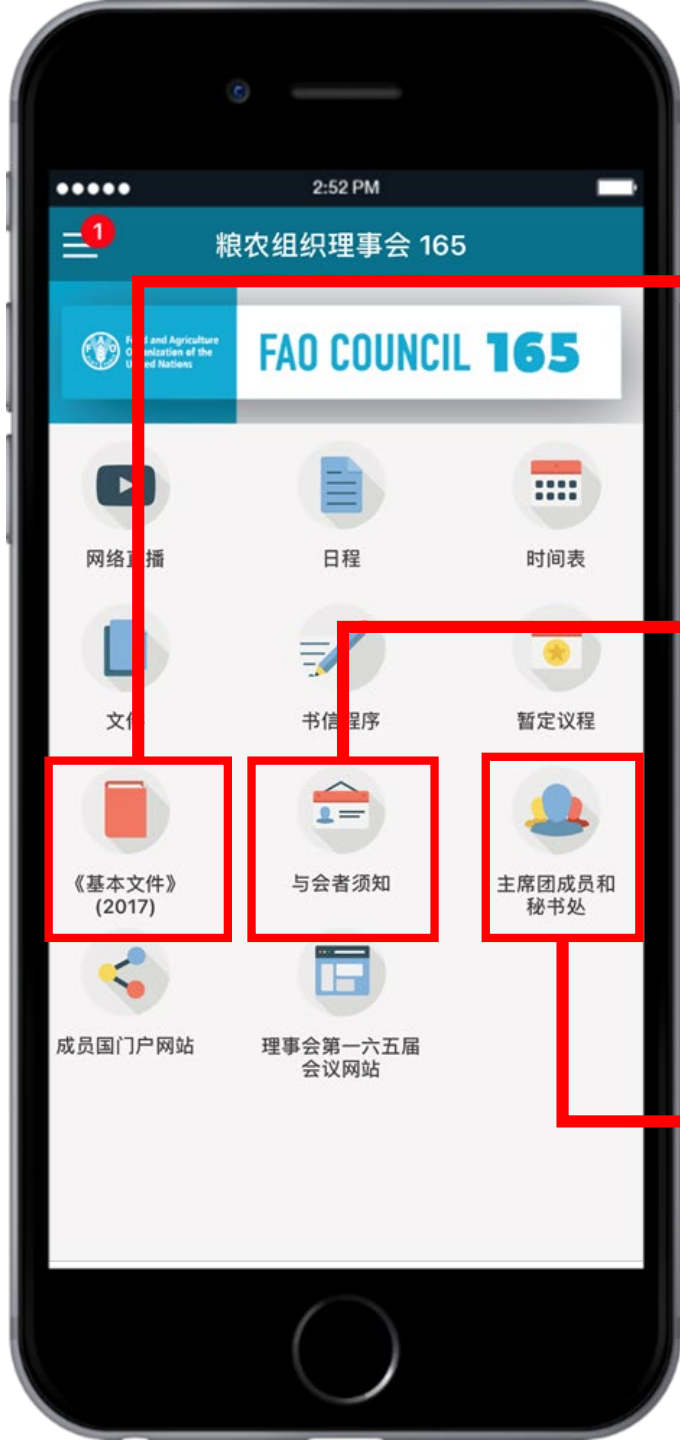 2:52 PM
1
粮农组织理事会 165
Food and Agriculture
Organization of the
United Nations
FAO COUNCIL 165
网络直播
日程
时间表
文件
书信程序
暂定议程
《基本文件》
(2017)
与会者须知
主席团成员和
秘书处
成员国门户网站
理事会第一六五届
会议网站